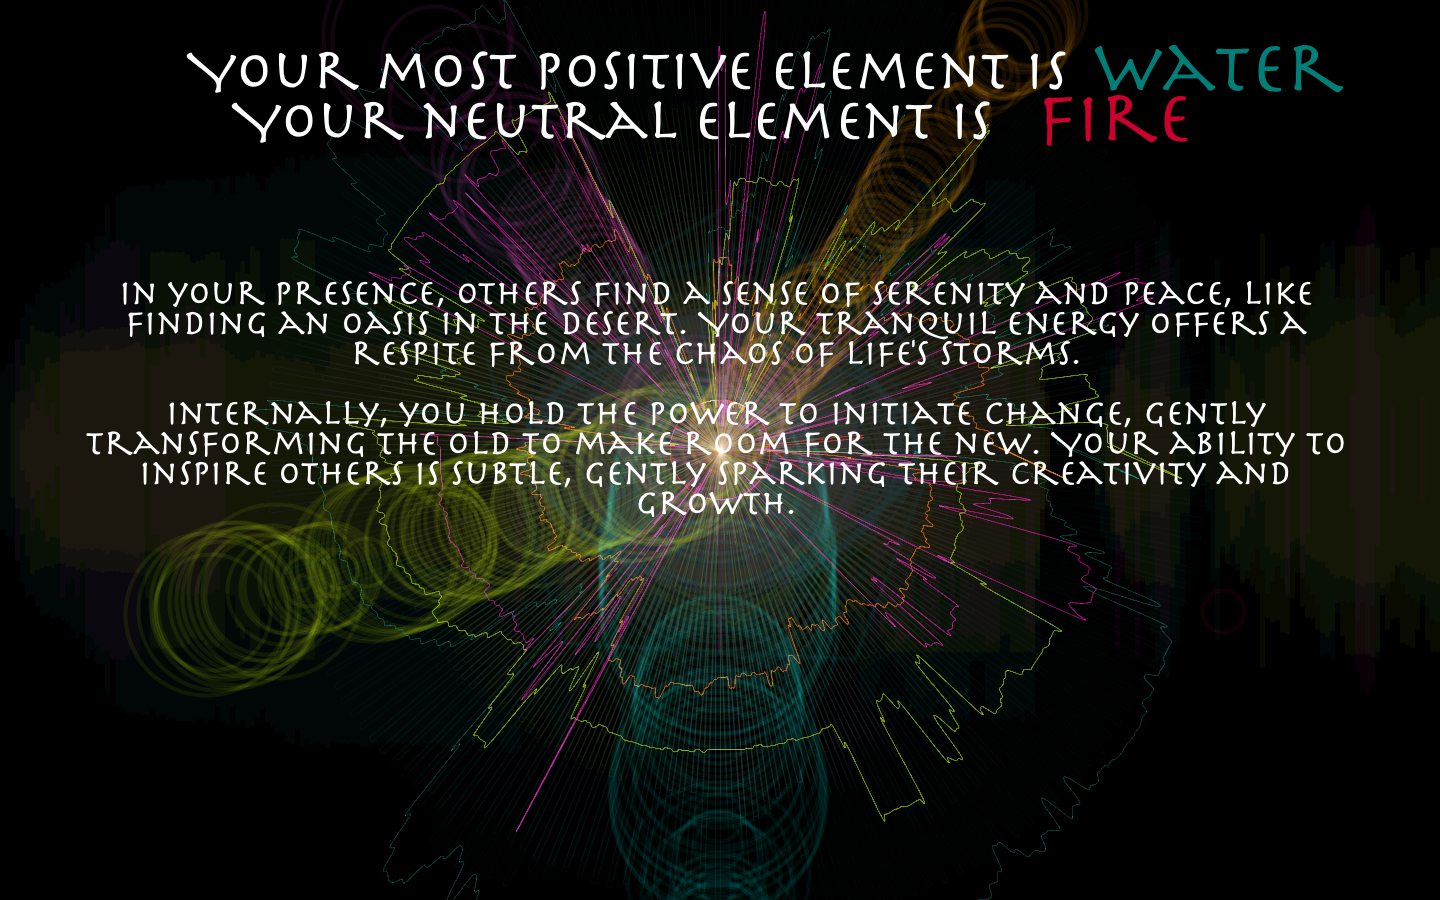 Your most positive element is Water
Your neutral element is Fire
In your presence, others find a sense of serenity and peace, like
finding an oasis in the desert. Your tranquil energy offers a
respite from the chaos of life's storms.
Internally, you hold the power to initiate change, gently
transforming the old to make room for the new. Your ability to
inspire others is subtle, gently sparking their creativity and
growth.